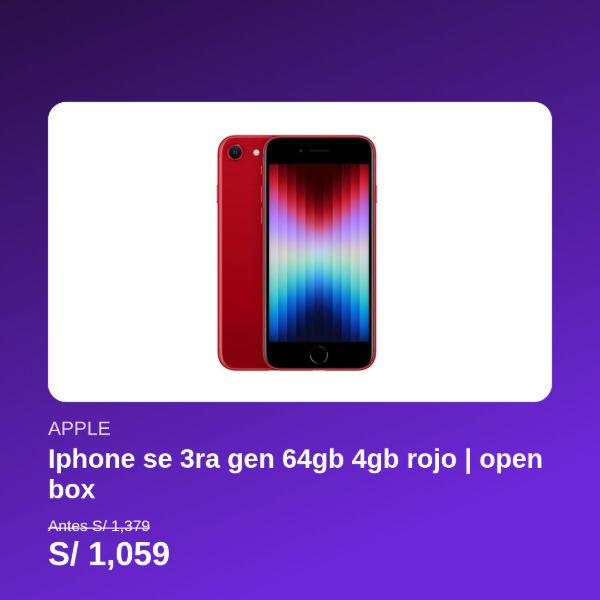 APPLE
Iphone se 3ra gen 64gb 4gb rojo | open
box
Antes S/ 1,379
S/ 1,059